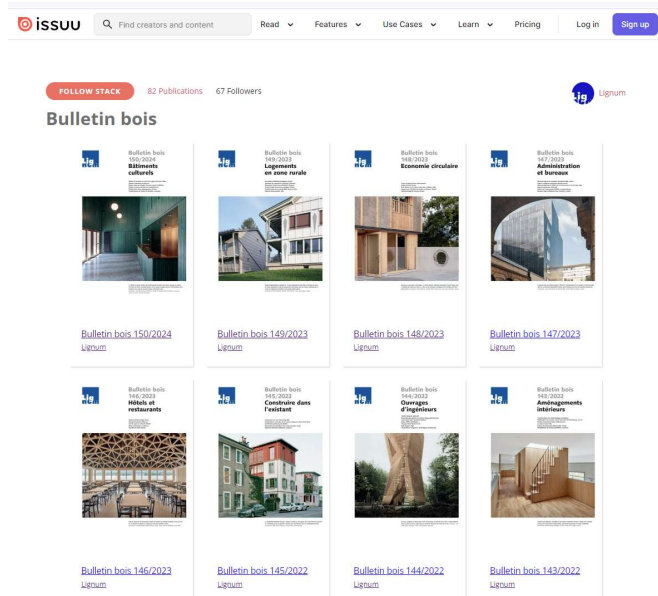 issuu
Find creators and content
Read
Features
Use Cases
Learn
Pricing
Log in
Sign up
FOLLOW STACK
82 Publications
67 Followers
Lignum
Bulletin bois
Bulletin bois
150/2024
Bâtiments
culturels
Bulletin bois
149/2023
Logements
en zone rurale
Bulletin bois
148/2023
Economie circulaire
Bulletin bois
147/2023
Administration
et bureaux
Bulletin bois 150/2024
Lignum
Bulletin bois 149/2023
Lignum
Bulletin bois 148/2023
Lignum
Bulletin bois 147/2023
Lignum
Bulletin bois
146/2023
Hôtels et
restaurants
Bulletin bois
145/2022
Construire dans
l'existant
Bulletin bois
144/2022
Ouvrages
d'ingénieurs
Bulletin bois
143/2022
Aménagements
intérieurs
Bulletin bois 146/2023
Lignum
Bulletin bois 145/2022
Lignum
Bulletin bois 144/2022
Lignum
Bulletin bois 143/2022
Lignum